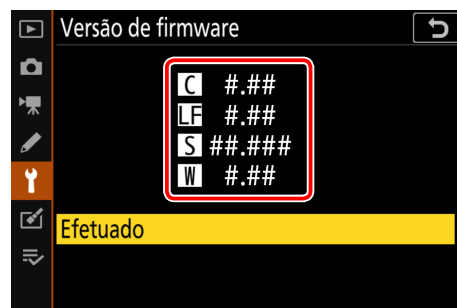 Versão de firmware
C #.##
LF #.##
S ##.###
W #.##
Efetuado